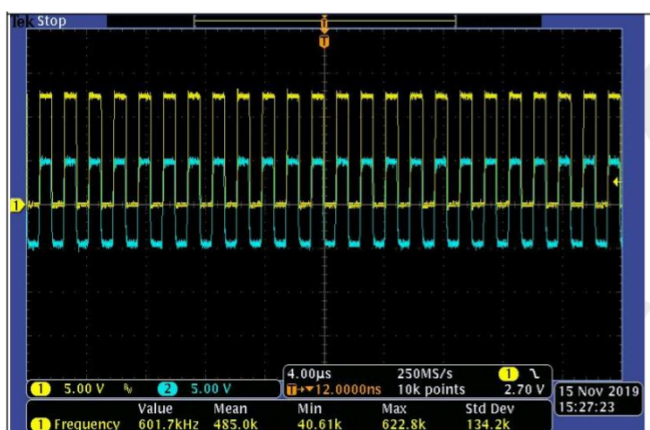 Tek Stop
T
T
1
1 5.00 V 2 5.00 V
4.00µs 250MS/s 1
T→▼12.0000ns 10k points 2.70 V
Value Mean Min Max Std Dev
1 Frequency 601.7kHz 485.0k 40.61k 622.8k 134.2k
15 Nov 2019
15:27:23